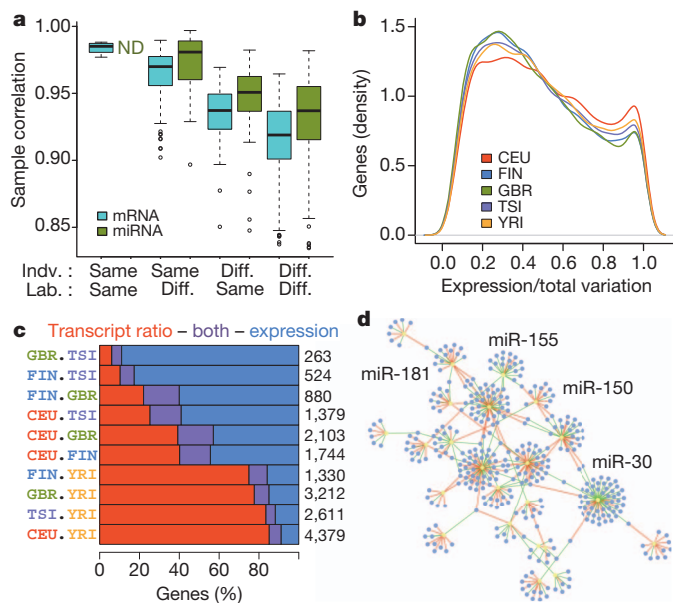 a
Sample correlation
1.00
0.95
0.90
0.85
ND
mRNA
miRNA
Indv. : Same Same Diff. Diff.
Lab. : Same Diff. Same Diff.
b
Genes (density)
1.5
1.0
0.5
0.0
CEU
FIN
GBR
TSI
YRI
0.0 0.2 0.4 0.6 0.8 1.0
Expression/total variation
c
Transcript ratio – both – expression
GBR.TSI 263
FIN.TSI 524
FIN.GBR 880
CEU.TSI 1,379
CEU.GBR 2,103
CEU.FIN 1,744
FIN.YRI 1,330
GBR.YRI 3,212
TSI.YRI 2,611
CEU.YRI 4,379
0 20 40 60 80
Genes (%)
d
miR-155
miR-181
miR-150
miR-30